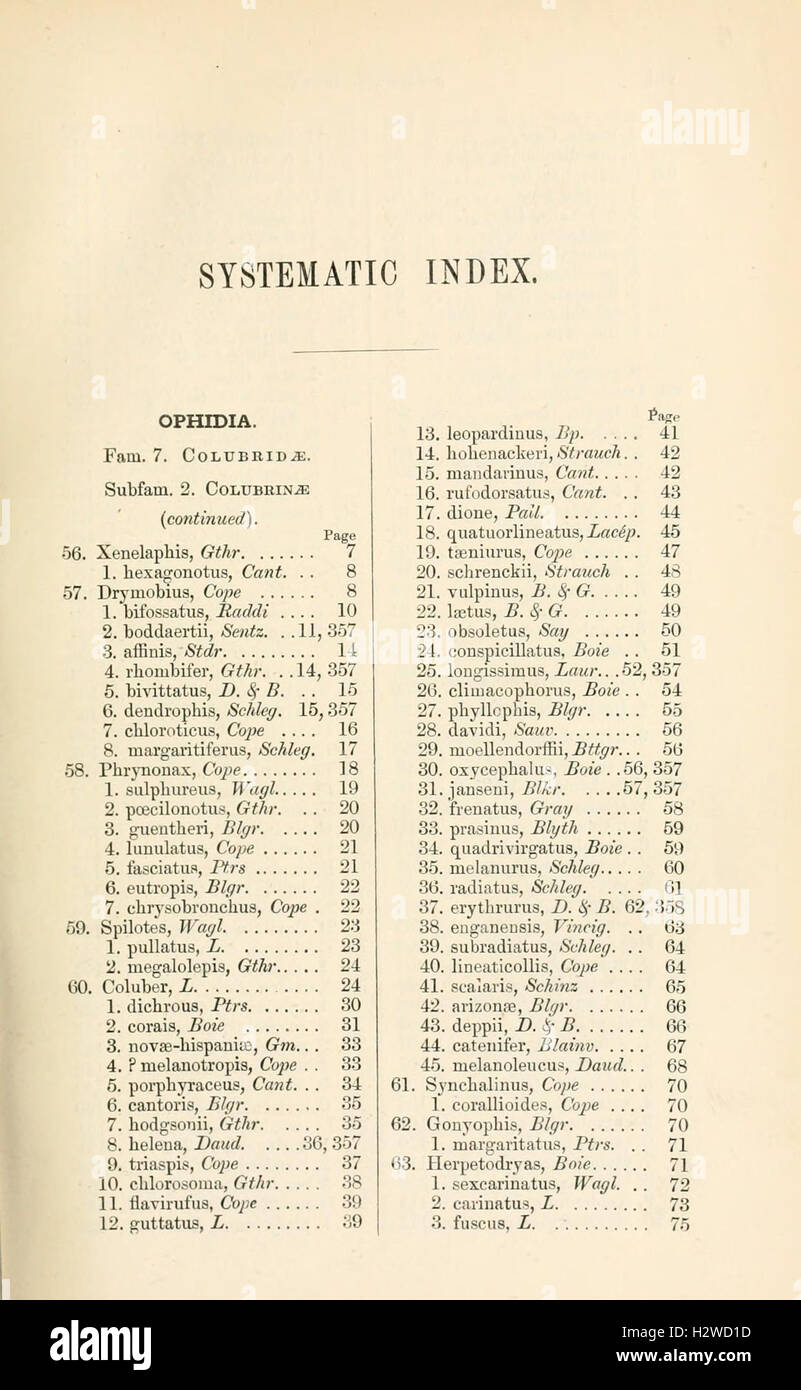 SYSTEMATIC INDEX.
OPHIDIA.
Fam. 7. COLUBRIDÆ.
Subfam. 2. COLUBRINÆ
(continued).
Page
56. Xenelaphis, Gthr. ...... 7
1. hexagonotus, Cant. .. 8
57. Drymobius, Cope ...... 8
1. bifossatus, Raddi .... 10
2. boddaertii, Sentz. ..11, 357
3. affinis, Stdr. ........ 14
4. rhombifer, Gthr. ..14, 357
5. bivittatus, D. & B. .. 15
6. dendrophis, Schleg. 15, 357
7. chloroticus, Cope .... 16
8. margaritiferus, Schleg. 17
58. Phrynonax, Cope........ 18
1. sulphureus, Wagl..... 19
2. pœcilonotus, Gthr. .. 20
3. guentheri, Blgr. .... 20
4. lunulatus, Cope ...... 21
5. fasciatus, Ptrs ....... 21
6. eutropis, Blgr. ...... 22
7. chrysobronchus, Cope . 22
59. Spilotes, Wagl. ........ 23
1. pullatus, L. ........ 23
2. megalolepis, Gthr..... 24
60. Coluber, L............. 24
1. dichrous, Ptrs. ...... 30
2. corais, Boie ........ 31
3. novæ-hispaniæ, Gm... 33
4. ? melanotropis, Cope .. 33
5. porphyraceus, Cant. .. 34
6. cantoris, Blgr. ...... 35
7. hodgsonii, Gthr. .... 35
8. helena, Daud. ....36, 357
9. triaspis, Cope ........ 37
10. chlorosoma, Gthr..... 38
11. flavirufus, Cope ...... 39
12. guttatus, L. ........ 39
Page
13. leopardinus, Bp. .... 41
14. hohenackeri, Strauch.. 42
15. mandarinus, Cant..... 42
16. rufodorsatus, Cant. .. 43
17. dione, Pall. ........ 44
18. quatuorlineatus, Lacép. 45
19. tæniurus, Cope ...... 47
20. schrenckii, Strauch .. 48
21. vulpinus, B. & G. .... 49
22. lætus, B. & G. ...... 49
23. obsoletus, Say ...... 50
24. conspicillatus, Boie .. 51
25. longissimus, Laur...52, 357
26. climacophorus, Boie .. 54
27. phyllophis, Blgr. .... 55
28. davidi, Sauv. ........ 56
29. moellendorffii, Bttgr... 56
30. oxycephalus, Boie ..56, 357
31. janseni, Blkr. ....57, 357
32. frenatus, Gray ...... 58
33. prasinus, Blyth ...... 59
34. quadrivirgatus, Boie .. 59
35. melanurus, Schleg..... 60
36. radiatus, Schleg. .... 61
37. erythrurus, D. & B. 62, 358
38. enganensis, Vincig. .. 63
39. subradiatus, Schleg. .. 64
40. lineaticollis, Cope .... 64
41. scalaris, Schinz ...... 65
42. arizonæ, Blgr. ...... 66
43. deppii, D. & B. ...... 66
44. catenifer, Blainv. .... 67
45. melanoleucus, Daud... 68
61. Synchalinus, Cope ...... 70
1. corallioides, Cope .... 70
62. Gonyophis, Blgr. ....... 70
1. margaritatus, Ptrs. .. 71
63. Herpetodryas, Boie...... 71
1. sexcarinatus, Wagl. .. 72
2. carinatus, L. ........ 73
3. fuscus, L. .......... 75
a
a
alamy
a
a
alamy
alamy
Image ID: H2WD1D
www.alamy.com